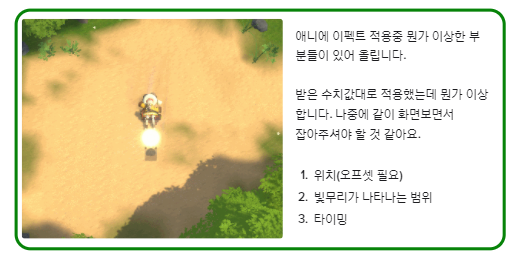 애니에 이펙트 적용중 뭔가 이상한 부
분들이 있어 올립니다.
받은 수치값대로 적용했는데 뭔가 이상
합니다. 나중에 같이 화면보면서
잡아주셔야 할 것 같아요.
1. 위치(오프셋 필요)
2. 빛무리가 나타나는 범위
3. 타이밍